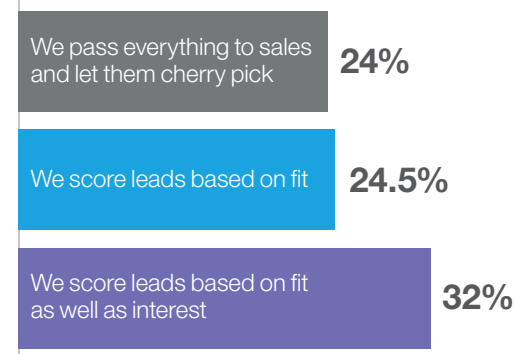 We pass everything to sales
and let them cherry pick
24%
We score leads based on fit
24.5%
We score leads based on fit
as well as interest
32%